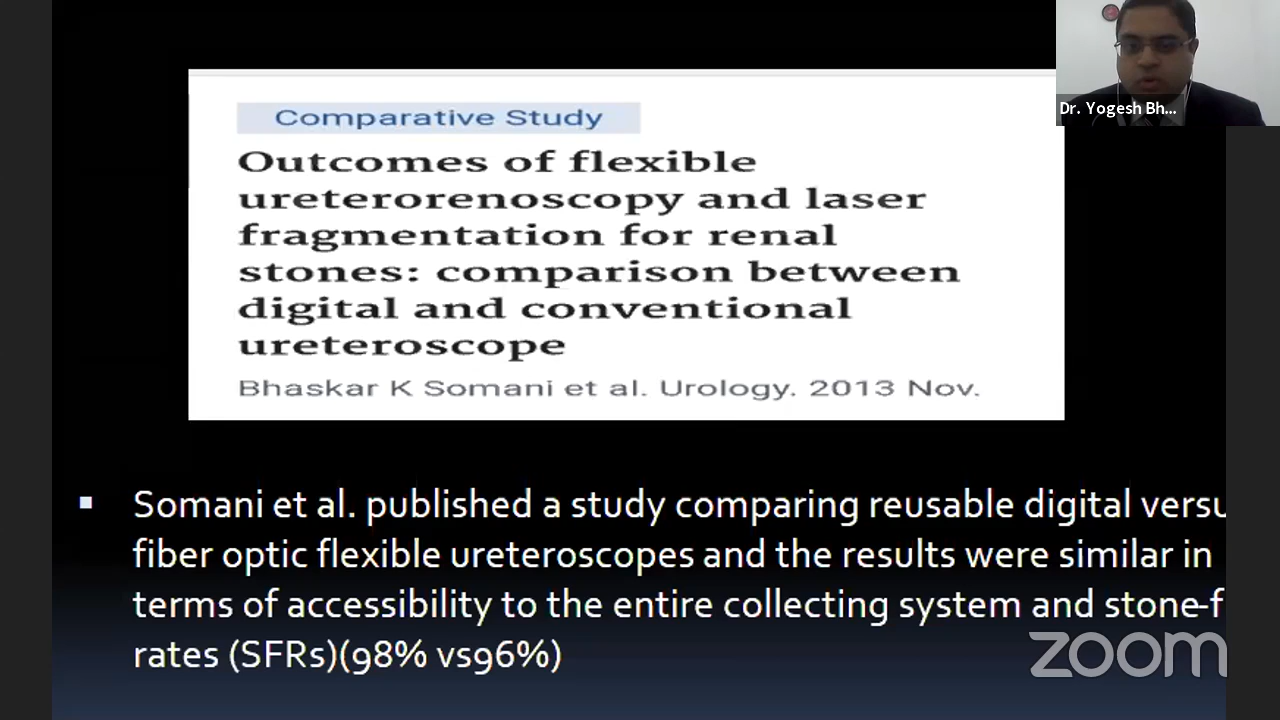 Dr. Yogesh Bh...
Comparative Study
Outcomes of flexible
ureterorenoscopy and laser
fragmentation for renal
stones: comparison between
digital and conventional
ureteroscope
Bhaskar K Somani et al. Urology. 2013 Nov.
▪ Somani et al. published a study comparing reusable digital versu
fiber optic flexible ureteroscopes and the results were similar in
terms of accessibility to the entire collecting system and stone-f
rates (SFRs)(98% vs96%)
zoom